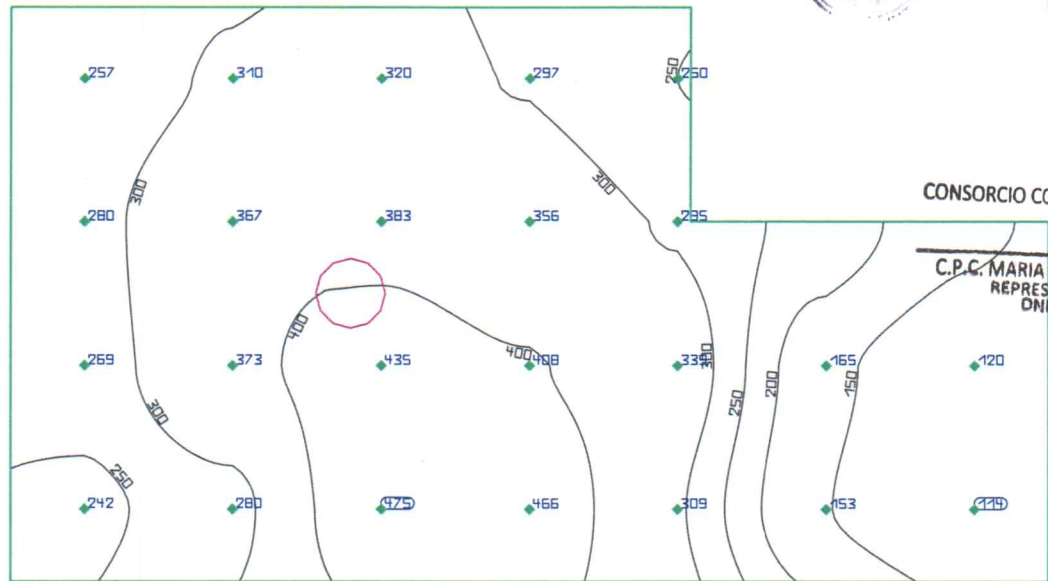 257 310 320 297 250 250
300 300 CONSORCIO CO
280 367 383 356 295
C.P.C. MARIA
REPRES
DNI
400 400 300
269 373 435 408 339 165 120
300 250 200 150
250
242 280 475 466 309 153 114